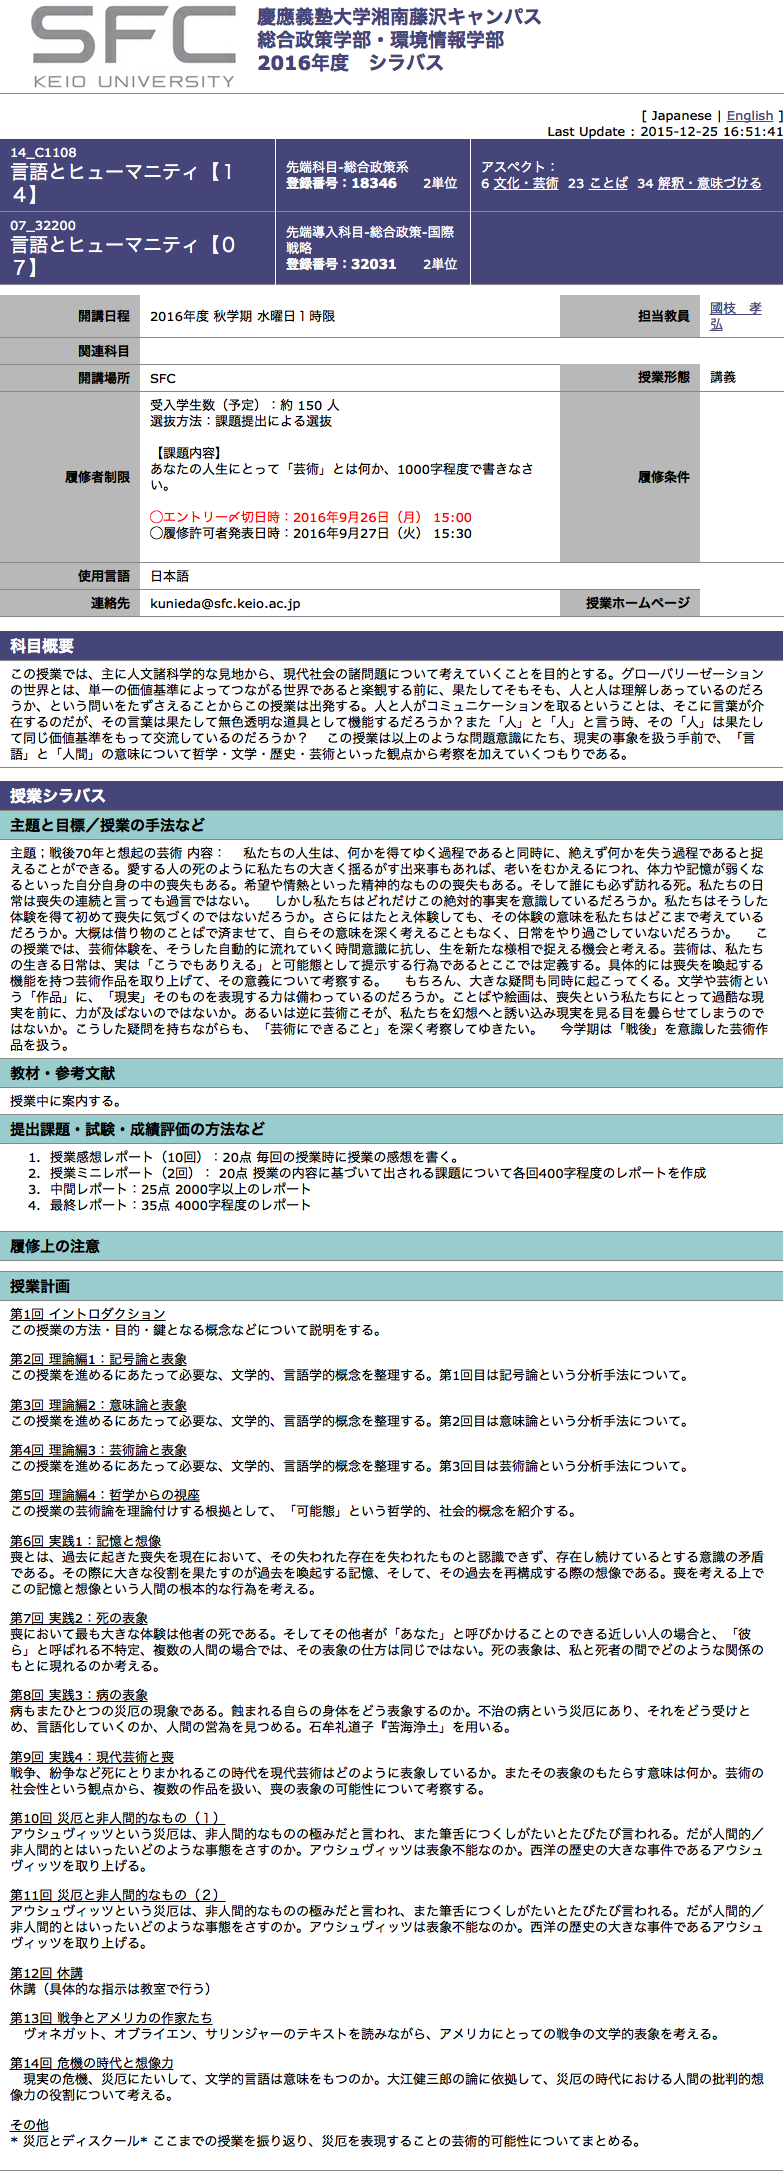 SFC
KEIO UNIVERSITY
慶應義塾大学湘南藤沢キャンパス
総合政策学部・環境情報学部
2016年度　シラバス
[ Japanese | English ]
Last Update : 2015-12-25 16:51:41
14_C1108
言語とヒューマニティ【１
４】
先端科目-総合政策系
登録番号：18346　　2単位
アスペクト：
6 文化・芸術　23 ことば　34 解釈・意味づける
07_32200
言語とヒューマニティ【０
７】
先端導入科目-総合政策-国際
戦略
登録番号：32031　　2単位
開講日程
2016年度 秋学期 水曜日１時限
担当教員
國枝　孝
弘
関連科目
開講場所
SFC
授業形態
講義
履修者制限
受入学生数（予定）：約 150 人
選抜方法：課題提出による選抜
【課題内容】
あなたの人生にとって「芸術」とは何か、1000字程度で書きなさ
い。
◯エントリー〆切日時：2016年9月26日（月） 15:00
◯履修許可者発表日時：2016年9月27日（火） 15:30
履修条件
使用言語
日本語
連絡先
kunieda@sfc.keio.ac.jp
授業ホームページ
科目概要
この授業では、主に人文諸科学的な見地から、現代社会の諸問題について考えていくことを目的とする。グローバリーゼーション
の世界とは、単一の価値基準によってつながる世界であると楽観する前に、果たしてそもそも、人と人は理解しあっているのだろ
うか、という問いをたずさえることからこの授業は出発する。人と人がコミュニケーションを取るということは、そこに言葉が介
在するのだが、その言葉は果たして無色透明な道具として機能するだろうか？また「人」と「人」と言う時、その「人」は果たし
て同じ価値基準をもって交流しているのだろうか？　この授業は以上のような問題意識にたち、現実の事象を扱う手前で、「言
語」と「人間」の意味について哲学・文学・歴史・芸術といった観点から考察を加えていくつもりである。
授業シラバス
主題と目標／授業の手法など
主題；戦後70年と想起の芸術 内容：　私たちの人生は、何かを得てゆく過程であると同時に、絶えず何かを失う過程であると捉
えることができる。愛する人の死のように私たちの大きく揺るがす出来事もあれば、老いをむかえるにつれ、体力や記憶が弱くな
るといった自分自身の中の喪失もある。希望や情熱といった精神的なものの喪失もある。そして誰にも必ず訪れる死。私たちの日
常は喪失の連続と言っても過言ではない。　しかし私たちはどれだけこの絶対的事実を意識しているだろうか。私たちはそうした
体験を得て初めて喪失に気づくのではないだろうか。さらにはたとえ体験しても、その体験の意味を私たちはどこまで考えている
だろうか。大概は借り物のことばで済ませて、自らその意味を深く考えることもなく、日常をやり過ごしていないだろうか。　こ
の授業では、芸術体験を、そうした自動的に流れていく時間意識に抗し、生を新たな様相で捉える機会と考える。芸術は、私たち
の生きる日常は、実は「こうでもありえる」と可能態として提示する行為であるとここでは定義する。具体的には喪失を喚起する
機能を持つ芸術作品を取り上げて、その意義について考察する。　もちろん、大きな疑問も同時に起こってくる。文学や芸術とい
う「作品」に、「現実」そのものを表現する力は備わっているのだろうか。ことばや絵画は、喪失という私たちにとって過酷な現
実を前に、力が及ばないのではないか。あるいは逆に芸術こそが、私たちを幻想へと誘い込み現実を見る目を曇らせてしまうので
はないか。こうした疑問を持ちながらも、「芸術にできること」を深く考察してゆきたい。　今学期は「戦後」を意識した芸術作
品を扱う。
教材・参考文献
授業中に案内する。
提出課題・試験・成績評価の方法など
1. 授業感想レポート（10回）：20点 毎回の授業時に授業の感想を書く。
2. 授業ミニレポート（2回）： 20点 授業の内容に基づいて出される課題について各回400字程度のレポートを作成
3. 中間レポート：25点 2000字以上のレポート
4. 最終レポート：35点 4000字程度のレポート
履修上の注意
授業計画
第1回 イントロダクション
この授業の方法・目的・鍵となる概念などについて説明をする。
第2回 理論編1：記号論と表象
この授業を進めるにあたって必要な、文学的、言語学的概念を整理する。第1回目は記号論という分析手法について。
第3回 理論編2：意味論と表象
この授業を進めるにあたって必要な、文学的、言語学的概念を整理する。第2回目は意味論という分析手法について。
第4回 理論編3：芸術論と表象
この授業を進めるにあたって必要な、文学的、言語学的概念を整理する。第3回目は芸術論という分析手法について。
第5回 理論編4：哲学からの視座
この授業の芸術論を理論付けする根拠として、「可能態」という哲学的、社会的概念を紹介する。
第6回 実践1：記憶と想像
喪とは、過去に起きた喪失を現在において、その失われた存在を失われたものと認識できず、存在し続けているとする意識の矛盾
である。その際に大きな役割を果たすのが過去を喚起する記憶、そして、その過去を再構成する際の想像である。喪を考える上で
この記憶と想像という人間の根本的な行為を考える。
第7回 実践2：死の表象
喪において最も大きな体験は他者の死である。そしてその他者が「あなた」と呼びかけることのできる近しい人の場合と、「彼
ら」と呼ばれる不特定、複数の人間の場合では、その表象の仕方は同じではない。死の表象は、私と死者の間でどのような関係の
もとに現れるのか考える。
第8回 実践3：病の表象
病もまたひとつの災厄の現象である。蝕まれる自らの身体をどう表象するのか。不治の病という災厄にあり、それをどう受けと
め、言語化していくのか、人間の営為を見つめる。石牟礼道子『苦海浄土」を用いる。
第9回 実践4：現代芸術と喪
戦争、紛争など死にとりまかれるこの時代を現代芸術はどのように表象しているか。またその表象のもたらす意味は何か。芸術の
社会性という観点から、複数の作品を扱い、喪の表象の可能性について考察する。
第10回 災厄と非人間的なもの（１）
アウシュヴィッツという災厄は、非人間的なものの極みだと言われ、また筆舌につくしがたいとたびたび言われる。だが人間的／
非人間的とはいったいどのような事態をさすのか。アウシュヴィッツは表象不能なのか。西洋の歴史の大きな事件であるアウシュ
ヴィッツを取り上げる。
第11回 災厄と非人間的なもの（２）
アウシュヴィッツという災厄は、非人間的なものの極みだと言われ、また筆舌につくしがたいとたびたび言われる。だが人間的／
非人間的とはいったいどのような事態をさすのか。アウシュヴィッツは表象不能なのか。西洋の歴史の大きな事件であるアウシュ
ヴィッツを取り上げる。
第12回 休講
休講（具体的な指示は教室で行う）
第13回 戦争とアメリカの作家たち
　ヴォネガット、オブライエン、サリンジャーのテキストを読みながら、アメリカにとっての戦争の文学的表象を考える。
第14回 危機の時代と想像力
　現実の危機、災厄にたいして、文学的言語は意味をもつのか。大江健三郎の論に依拠して、災厄の時代における人間の批判的想
像力の役割について考える。
その他
* 災厄とディスクール* ここまでの授業を振り返り、災厄を表現することの芸術的可能性についてまとめる。